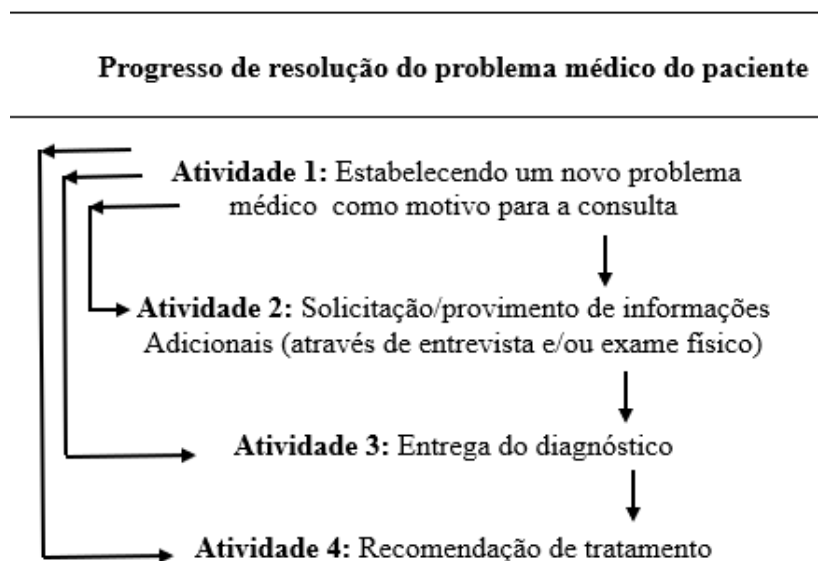 Progresso de resolução do problema médico do paciente
Atividade 1: Estabelecendo um novo problema
médico como motivo para a consulta
Atividade 2: Solicitação/provimento de informações
Adicionais (através de entrevista e/ou exame físico)
Atividade 3: Entrega do diagnóstico
Atividade 4: Recomendação de tratamento